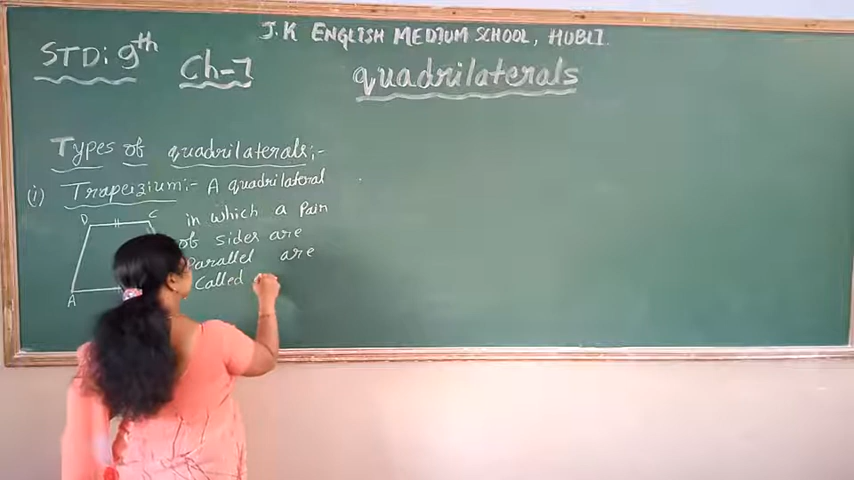 J.K ENGLISH MEDIUM SCHOOL, HUBLI.
STD: 9th
Ch-7
quadrilaterals
Types of quadrilaterals:-
(i) Trapeizium:- A quadrilateral
D C
in which a Pair
of sides are
Parallel are
Called
A